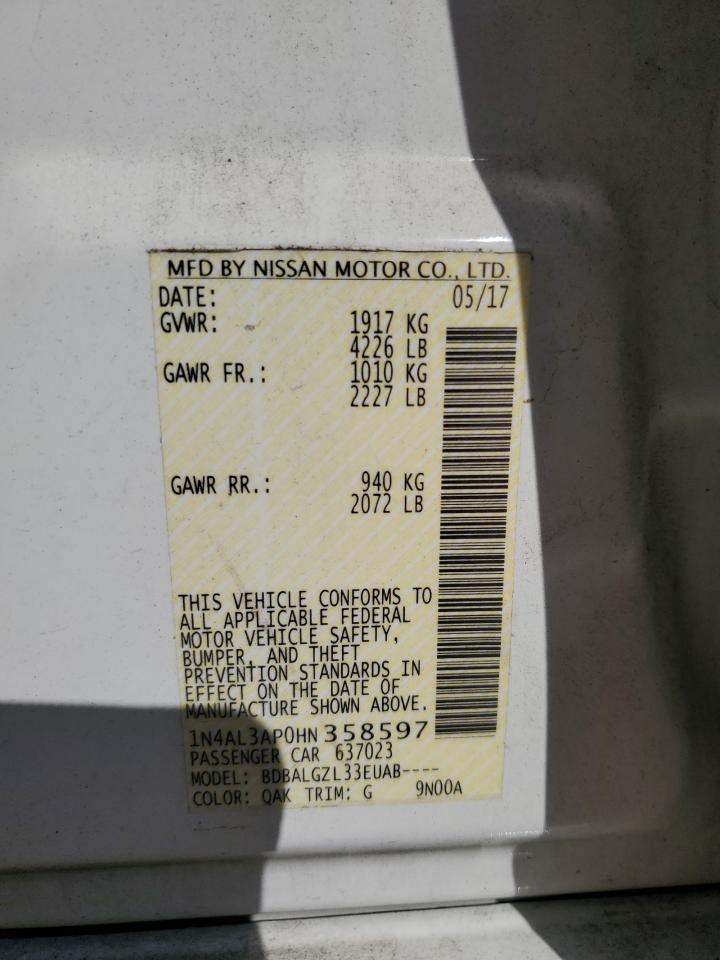 MFD BY NISSAN MOTOR CO., LTD.
DATE: 05/17
GVWR: 1917 KG
4226 LB
GAWR FR.: 1010 KG
2227 LB
GAWR RR.: 940 KG
2072 LB
THIS VEHICLE CONFORMS TO
ALL APPLICABLE FEDERAL
MOTOR VEHICLE SAFETY,
BUMPER, AND THEFT
PREVENTION STANDARDS IN
EFFECT ON THE DATE OF
MANUFACTURE SHOWN ABOVE.
1N4AL3AP0HN358597
PASSENGER CAR 637023
MODEL: BDBALGZL33EUAB----
COLOR: QAK TRIM: G 9N00A